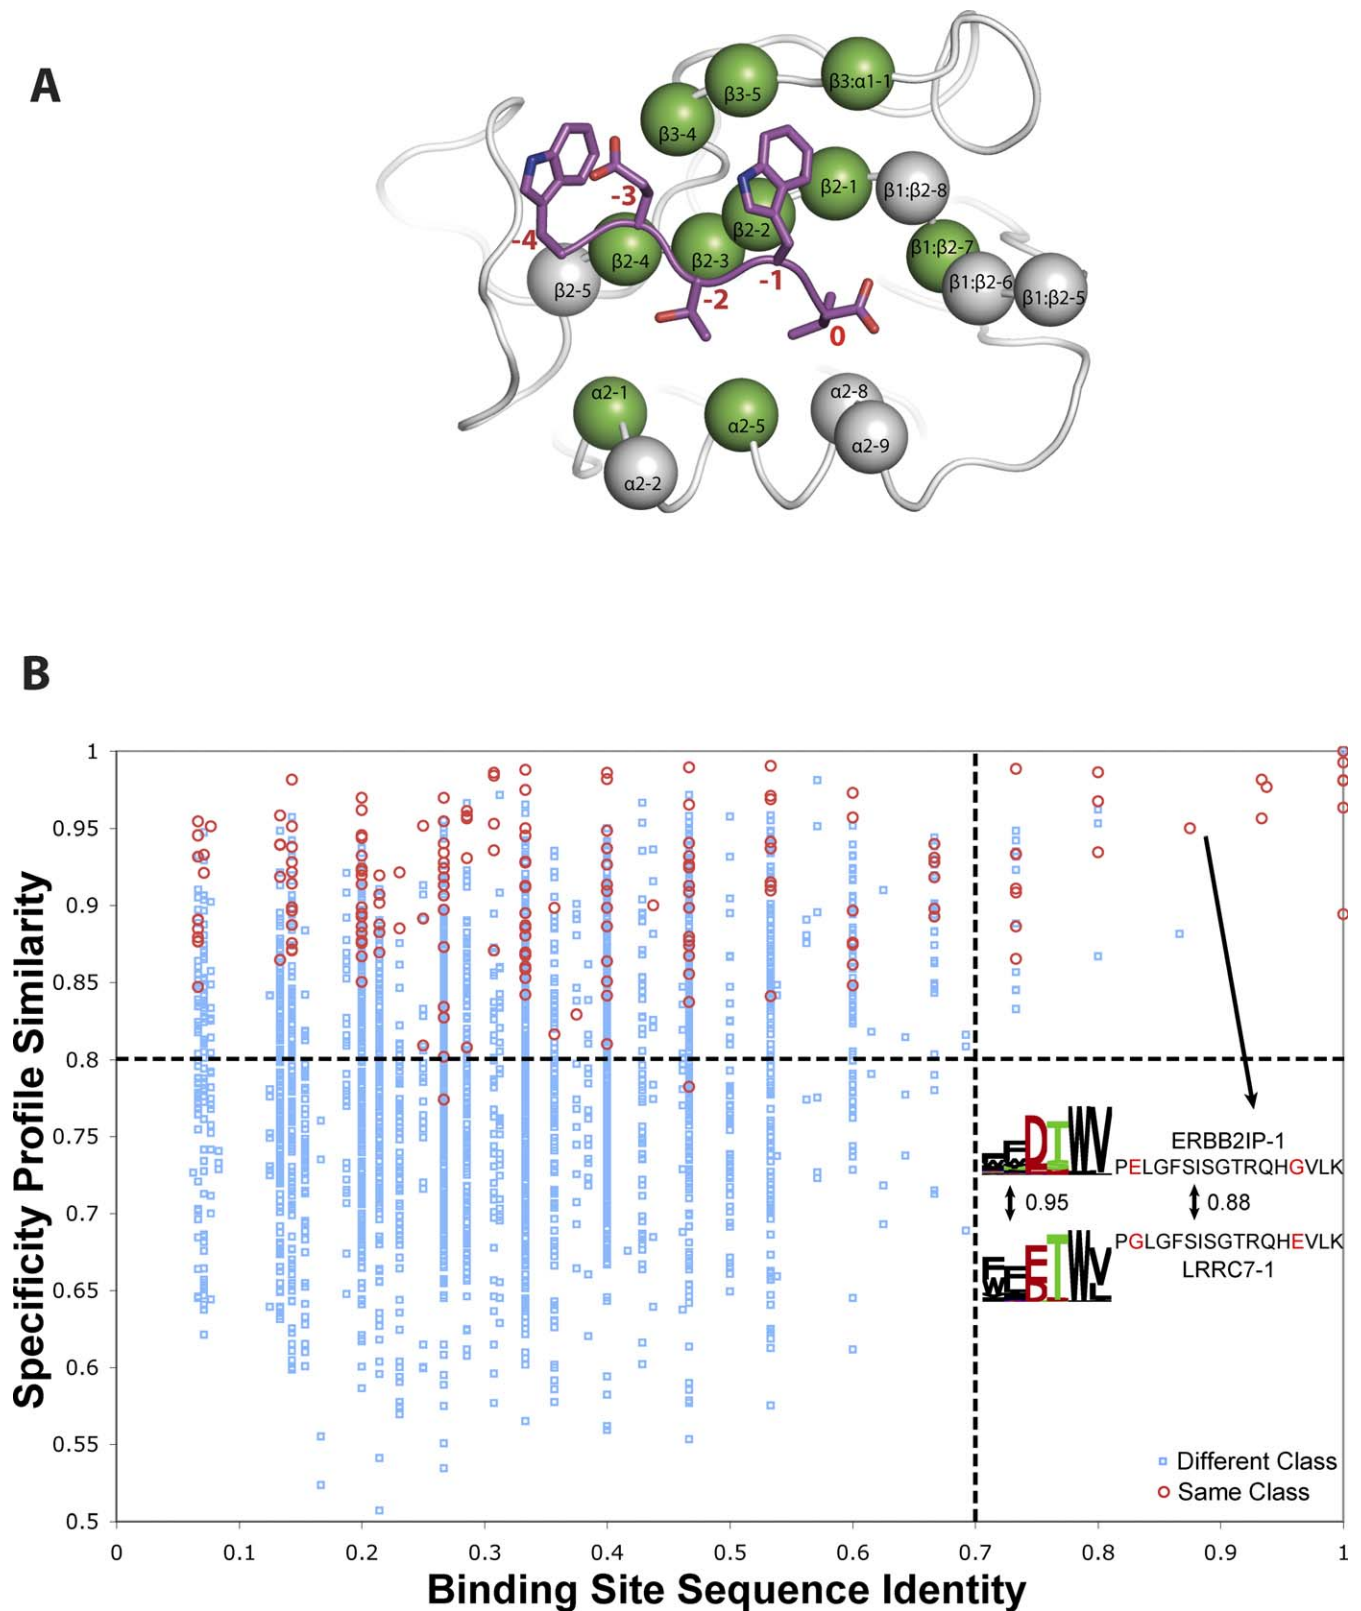 A
β3-5
β3:α1-1
β3-4
β2-1
β1:β2-8
-3
β2-2
-4
β2-4
β2-3
β1:β2-7
β2-5
β1:β2-6
β1:β2-5
-1
-2
0
α2-1
α2-8
α2-5
α2-9
α2-2
B
Specificity Profile Similarity
1
0.95
0.9
0.85
0.8
0.75
0.7
0.65
0.6
0.55
0.5
ERBB2IP-1
PELGFSISGTRQHGVLK
0.95
0.88
PGLGFSISGTRQHEVLK
LRRC7-1
Different Class
Same Class
0
0.1
0.2
0.3
0.4
0.5
0.6
0.7
0.8
0.9
1
Binding Site Sequence Identity